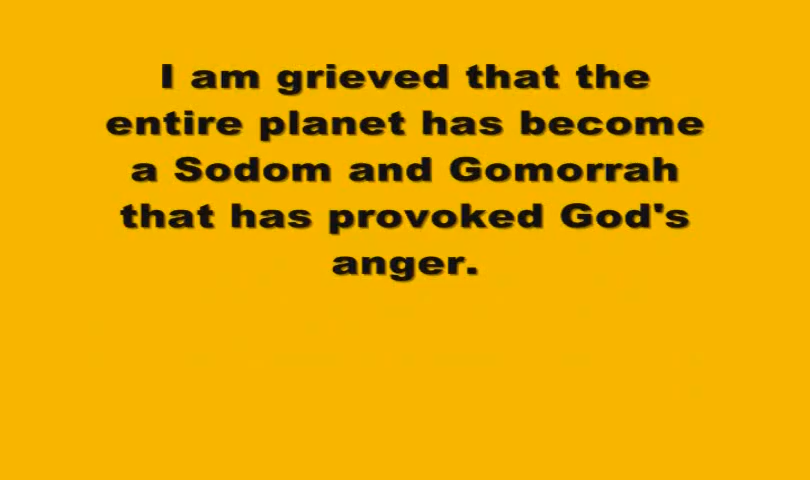 I am grieved that the
entire planet has become
a Sodom and Gomorrah
that has provoked God's
anger.